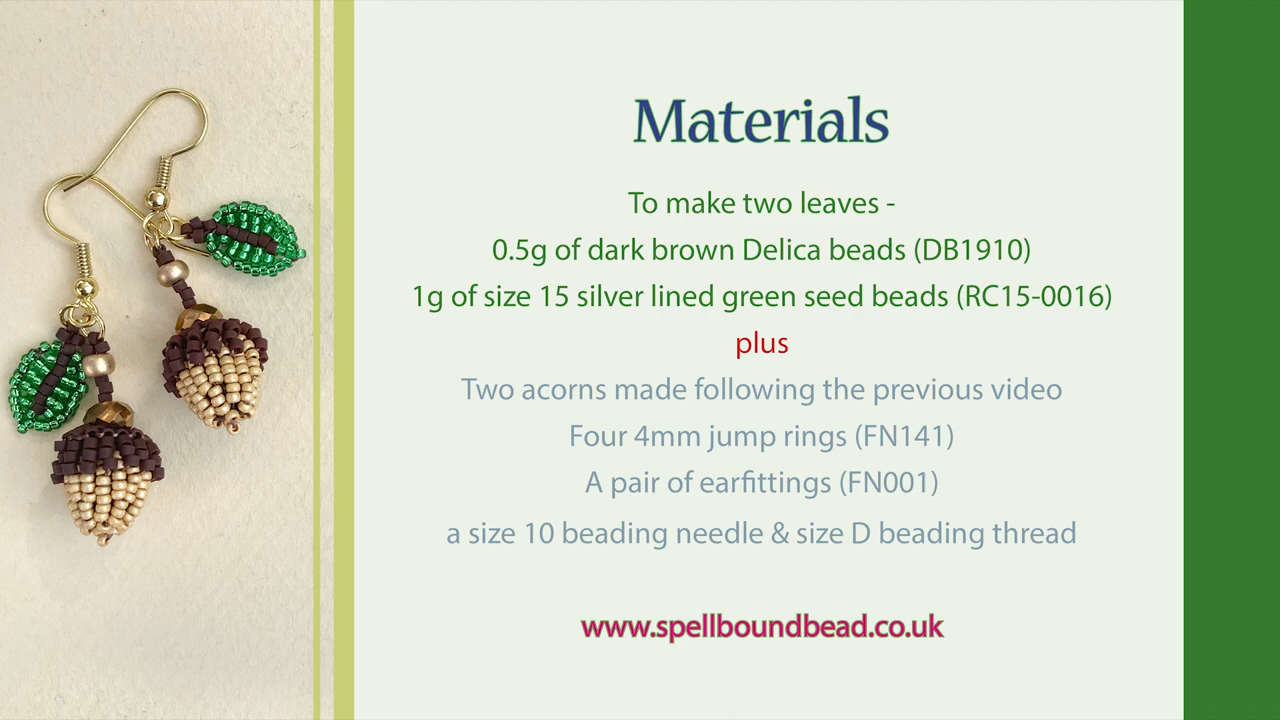 Materials
To make two leaves -
0.5g of dark brown Delica beads (DB1910)
1g of size 15 silver lined green seed beads (RC15-0016)
plus
Two acorns made following the previous video
Four 4mm jump rings (FN141)
A pair of earfittings (FN001)
a size 10 beading needle & size D beading thread
www.spellboundbead.co.uk